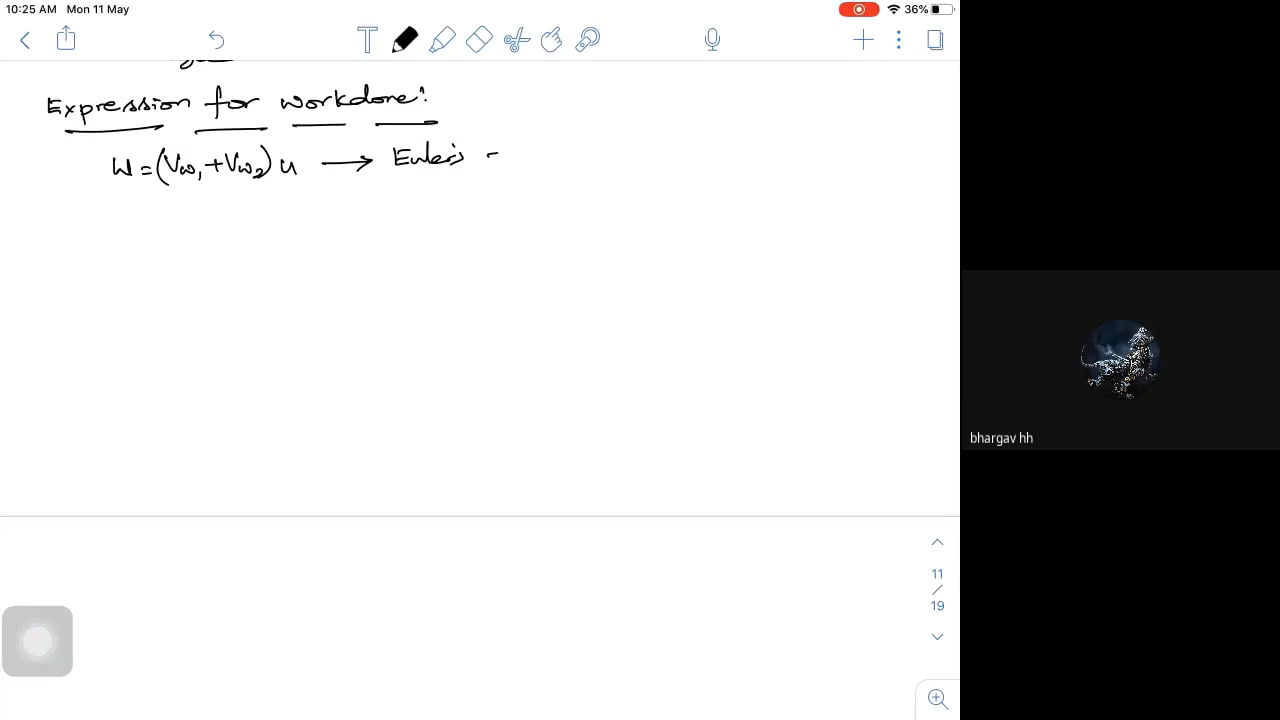 10:25 AM Mon 11 May
36%
Expression for workdone:
W = (Vw₁ + Vw₂) u → Euler's
11
/
19
bhargav hh